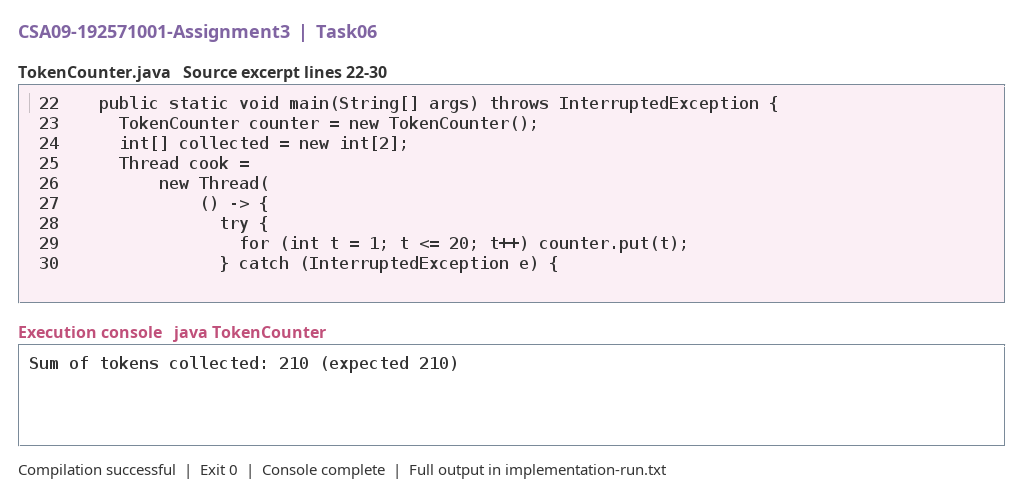 CSA09-192571001-Assignment3 | Task06
TokenCounter.java Source excerpt lines 22-30
22 public static void main(String[] args) throws InterruptedException {
23 TokenCounter counter = new TokenCounter();
24 int[] collected = new int[2];
25 Thread cook =
26 new Thread(
27 () -> {
28 try {
29 for (int t = 1; t <= 20; t++) counter.put(t);
30 } catch (InterruptedException e) {
Execution console java TokenCounter
Sum of tokens collected: 210 (expected 210)
Compilation successful | Exit 0 | Console complete | Full output in implementation-run.txt